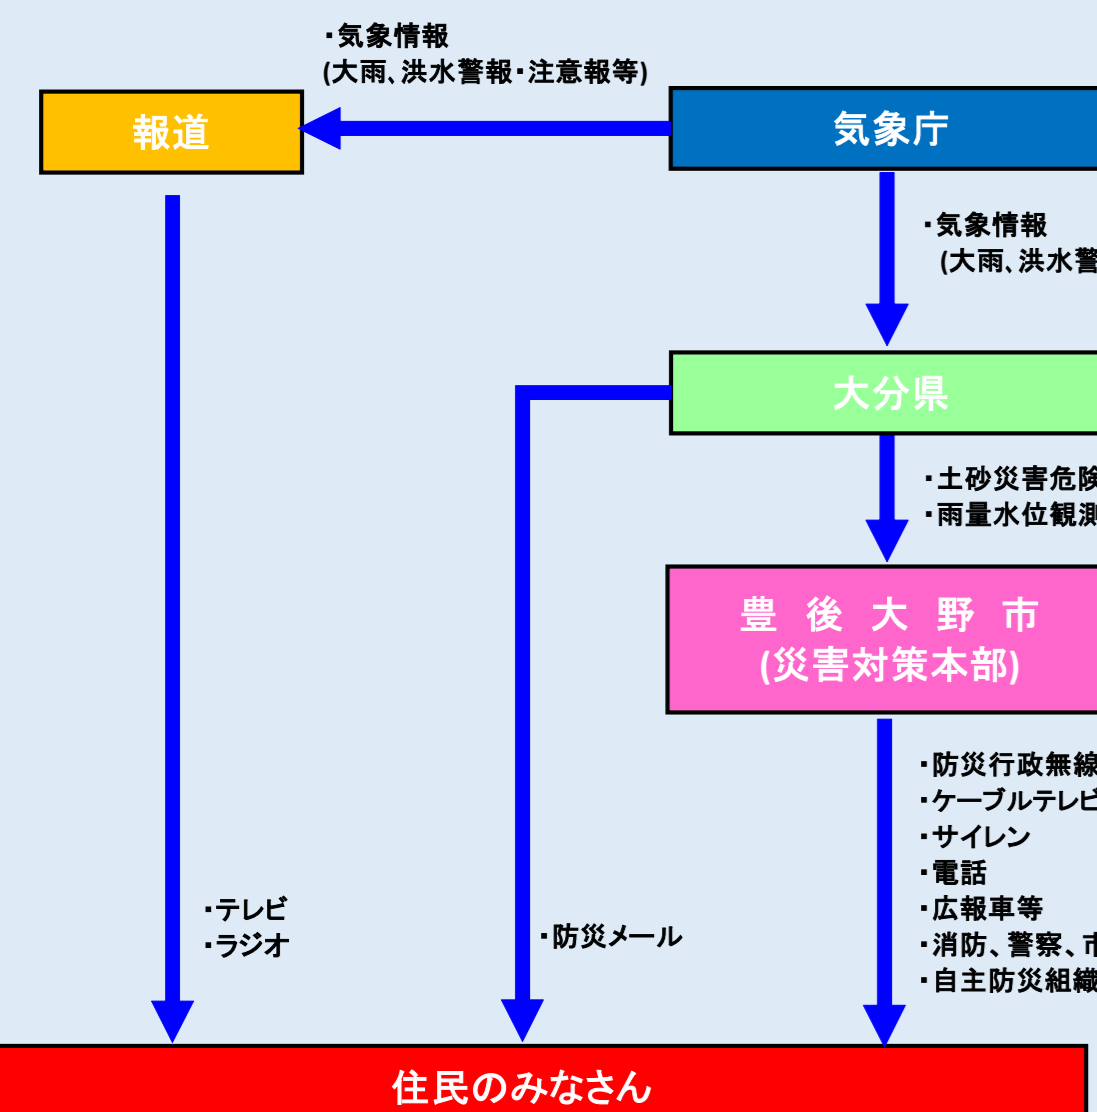 ・気象情報
(大雨、洪水警報・注意報等)
報道
気象庁
・気象情報
(大雨、洪水警
大分県
・土砂災害危険
・雨量水位観測
豊後大野市
(災害対策本部)
・防災行政無線
・ケーブルテレビ
・サイレン
・電話
・広報車等
・消防、警察、市
・自主防災組織
・テレビ
・ラジオ
・防災メール
住民のみなさん